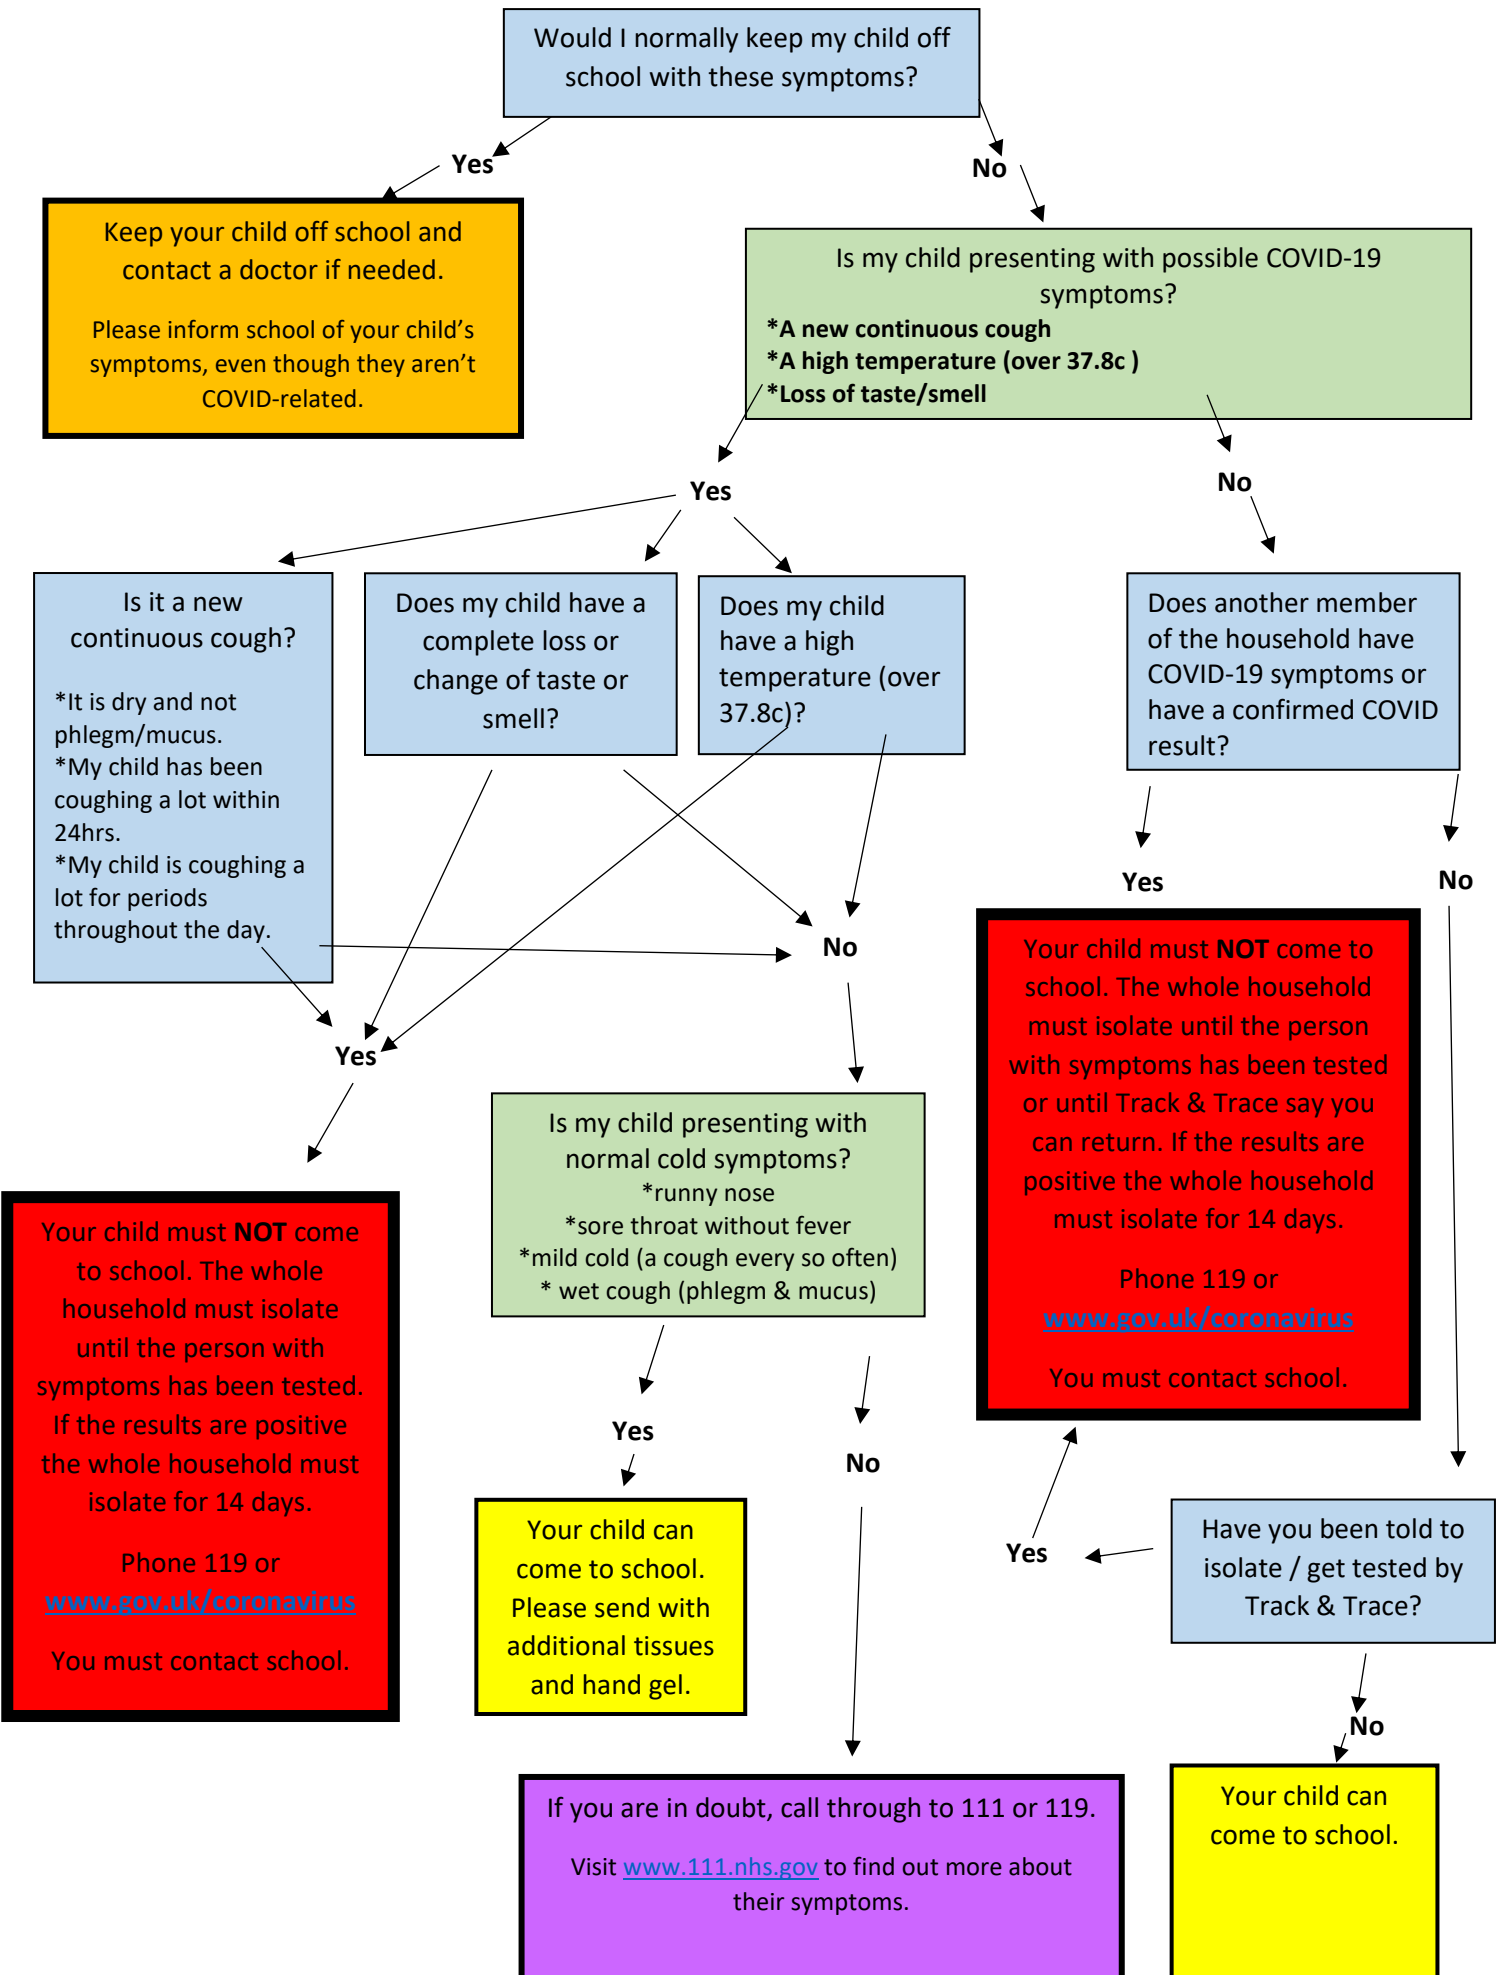 Would I normally keep my child off
school with these symptoms?
Yes
No
Keep your child off school and
contact a doctor if needed.
Please inform school of your child’s
symptoms, even though they aren’t
COVID-related.
Is my child presenting with possible COVID-19
symptoms?
*A new continuous cough
*A high temperature (over 37.8c )
*Loss of taste/smell
Yes
No
Is it a new
continuous cough?
*It is dry and not
phlegm/mucus.
*My child has been
coughing a lot within
24hrs.
*My child is coughing a
lot for periods
throughout the day.
Does my child have a
complete loss or
change of taste or
smell?
Does my child
have a high
temperature (over
37.8c)?
Does another member
of the household have
COVID-19 symptoms or
have a confirmed COVID
result?
Yes
No
No
Yes
Your child must NOT come to
school. The whole household
must isolate until the person
with symptoms has been tested
or until Track & Trace say you
can return. If the results are
positive the whole household
must isolate for 14 days.
Phone 119 or
www.gov.uk/coronavirus
You must contact school.
Is my child presenting with
normal cold symptoms?
*runny nose
*sore throat without fever
*mild cold (a cough every so often)
* wet cough (phlegm & mucus)
Your child must NOT come
to school. The whole
household must isolate
until the person with
symptoms has been tested.
If the results are positive
the whole household must
isolate for 14 days.
Phone 119 or
www.gov.uk/coronavirus
You must contact school.
Yes
No
Your child can
come to school.
Please send with
additional tissues
and hand gel.
Yes
Have you been told to
isolate / get tested by
Track & Trace?
No
If you are in doubt, call through to 111 or 119.
Visit www.111.nhs.gov to find out more about
their symptoms.
Your child can
come to school.